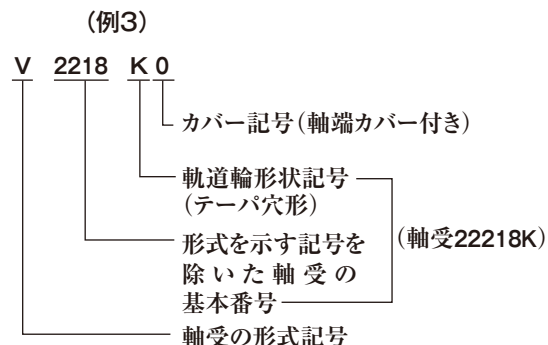 (例3)
V 2218 K 0
カバー記号(軸端カバー付き)
軌道輪形状記号
(テーパ穴形)
形式を示す記号を
除いた軸受の
基本番号
(軸受22218K)
軸受の形式記号